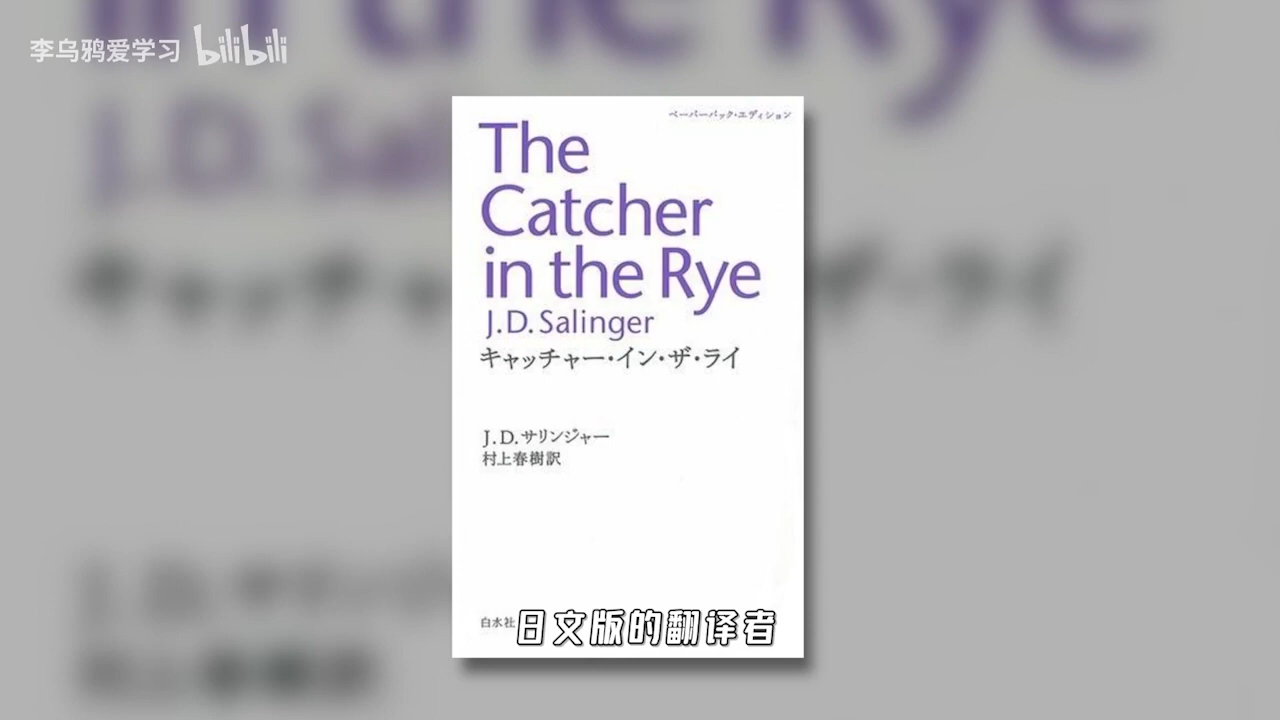 李乌鸦爱学习 bilibili
ペーパーバック・エディション
The
Catcher
in the Rye
J.D. Salinger
キャッチャー・イン・ザ・ライ
J.D.サリンジャー
村上春樹訳
白水社
日文版的翻译者